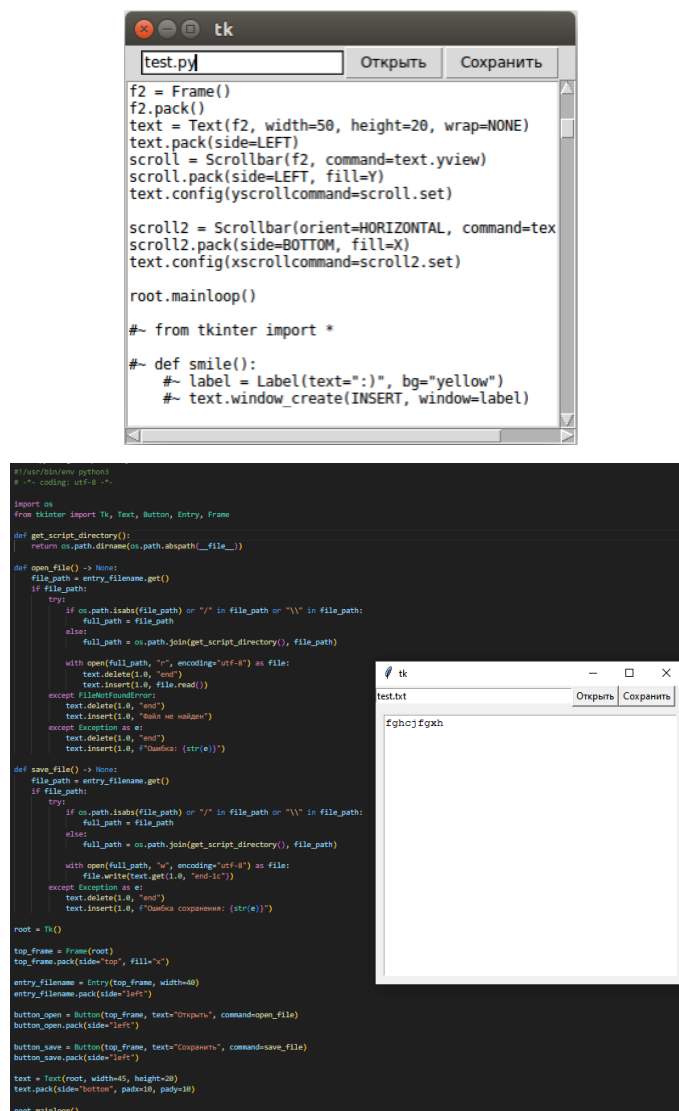 tk
test.py Открыть Сохранить
f2 = Frame()
f2.pack()
text = Text(f2, width=50, height=20, wrap=NONE)
text.pack(side=LEFT)
scroll = Scrollbar(f2, command=text.yview)
scroll.pack(side=LEFT, fill=Y)
text.config(yscrollcommand=scroll.set)
scroll2 = Scrollbar(orient=HORIZONTAL, command=tex
scroll2.pack(side=BOTTOM, fill=X)
text.config(xscrollcommand=scroll2.set)
root.mainloop()
#~ from tkinter import *
#~ def smile():
#~ label = Label(text=":)", bg="yellow")
#~ text.window_create(INSERT, window=label)
#!/usr/bin/env python3
# -*- coding: utf-8 -*-
import os
from tkinter import Tk, Text, Button, Entry, Frame
def get_script_directory():
return os.path.dirname(os.path.abspath(__file__))
def open_file() -> None:
file_path = entry_filename.get()
if file_path:
try:
if os.path.isabs(file_path) or "/" in file_path or "\\" in file_path:
full_path = file_path
else:
full_path = os.path.join(get_script_directory(), file_path)
with open(full_path, "r", encoding="utf-8") as file:
text.delete(1.0, "end")
text.insert(1.0, file.read())
except FileNotFoundError:
text.delete(1.0, "end")
text.insert(1.0, "Файл не найден")
except Exception as e:
text.delete(1.0, "end")
text.insert(1.0, f"Ошибка: {str(e)}")
def save_file() -> None:
file_path = entry_filename.get()
if file_path:
try:
if os.path.isabs(file_path) or "/" in file_path or "\\" in file_path:
full_path = file_path
else:
full_path = os.path.join(get_script_directory(), file_path)
with open(full_path, "w", encoding="utf-8") as file:
file.write(text.get(1.0, "end-1c"))
except Exception as e:
text.delete(1.0, "end")
text.insert(1.0, f"Ошибка сохранения: {str(e)}")
root = Tk()
top_frame = Frame(root)
top_frame.pack(side="top", fill="x")
entry_filename = Entry(top_frame, width=40)
entry_filename.pack(side="left")
button_open = Button(top_frame, text="Открыть", command=open_file)
button_open.pack(side="left")
button_save = Button(top_frame, text="Сохранить", command=save_file)
button_save.pack(side="left")
text = Text(root, width=45, height=20)
text.pack(side="bottom", padx=10, pady=10)
root.mainloop()
tk
test.txt Открыть Сохранить
fghcjfgxh